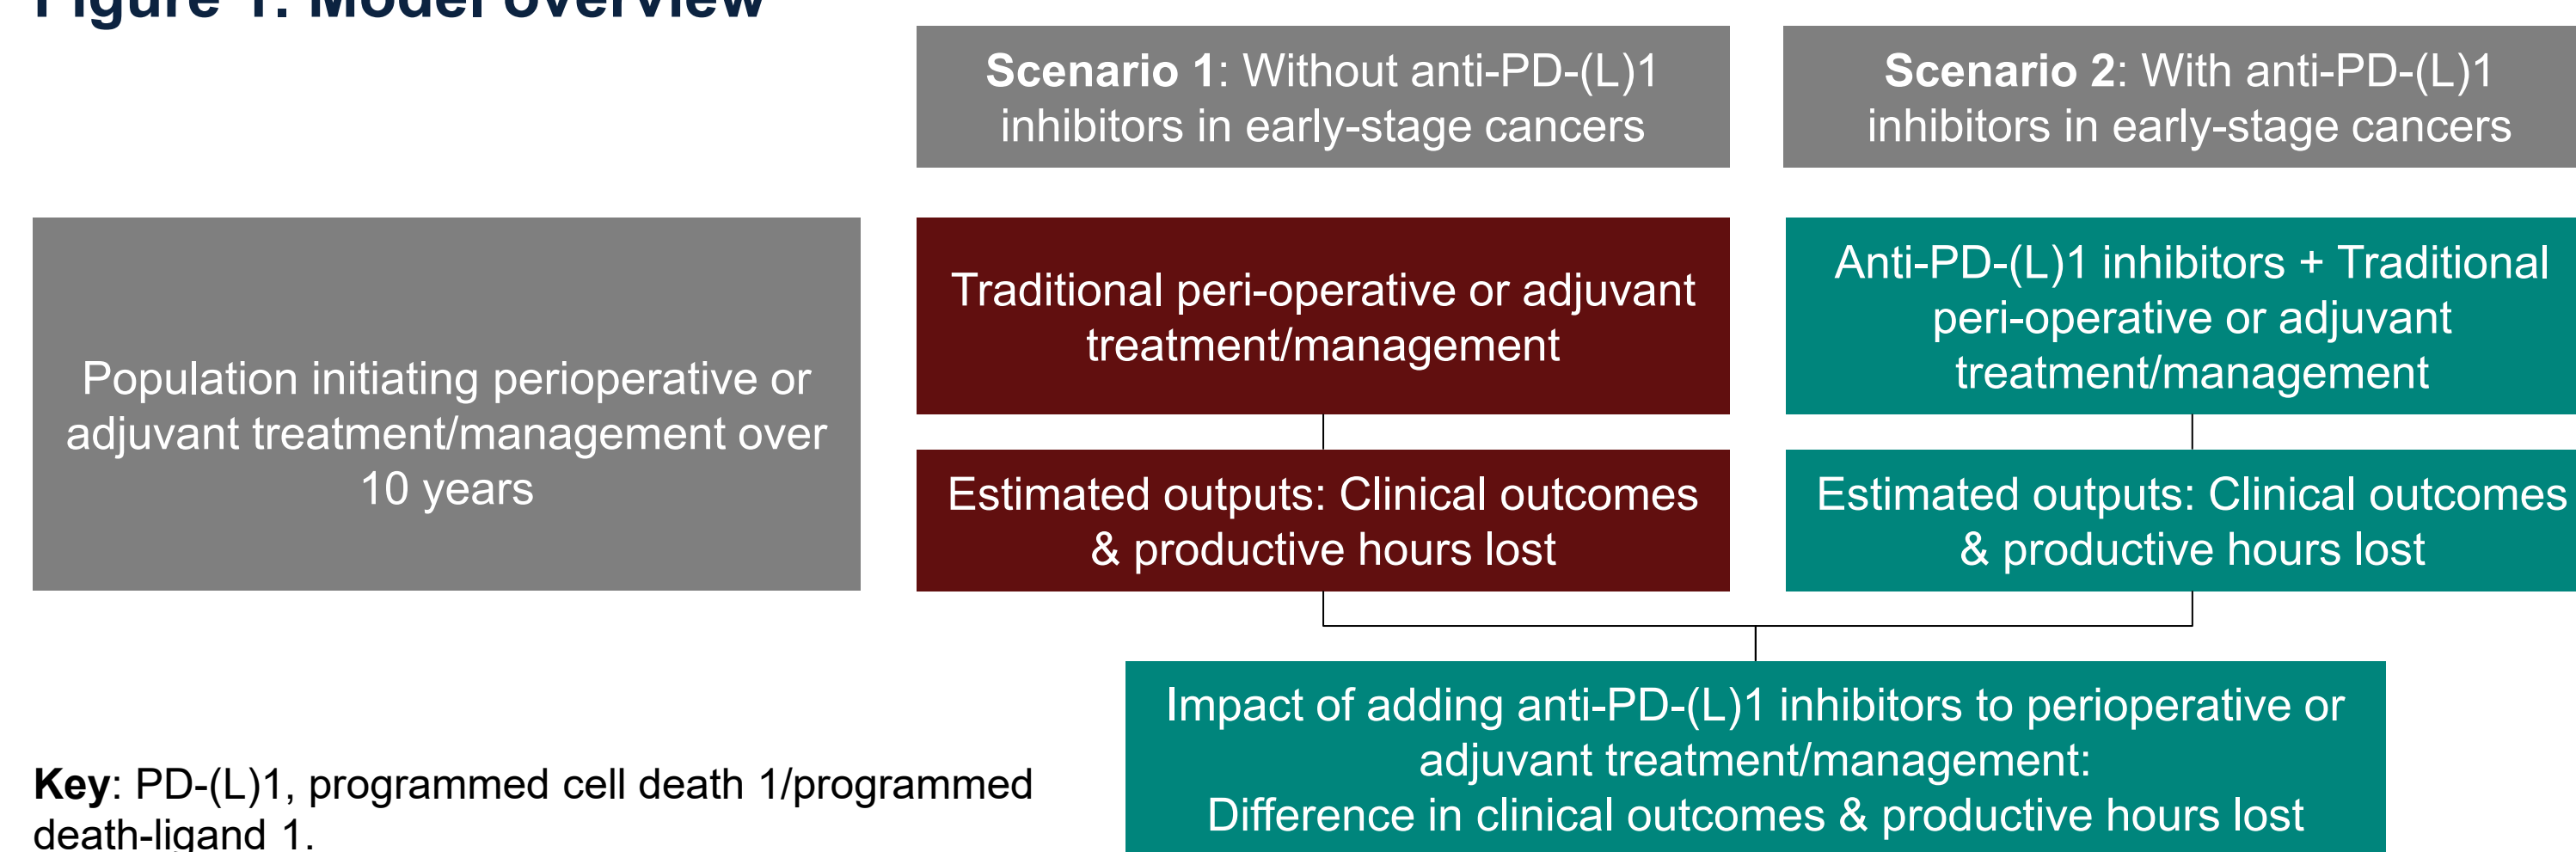 Figure 1: Model overview
Scenario 1: Without anti-PD-(L)1
inhibitors in early-stage cancers
Scenario 2: With anti-PD-(L)1
inhibitors in early-stage cancers
Population initiating perioperative or
adjuvant treatment/management over
10 years
Traditional peri-operative or adjuvant
treatment/management
Anti-PD-(L)1 inhibitors + Traditional
peri-operative or adjuvant
treatment/management
Estimated outputs: Clinical outcomes
& productive hours lost
Estimated outputs: Clinical outcomes
& productive hours lost
Impact of adding anti-PD-(L)1 inhibitors to perioperative or
adjuvant treatment/management:
Difference in clinical outcomes & productive hours lost
Key: PD-(L)1, programmed cell death 1/programmed
death-ligand 1.